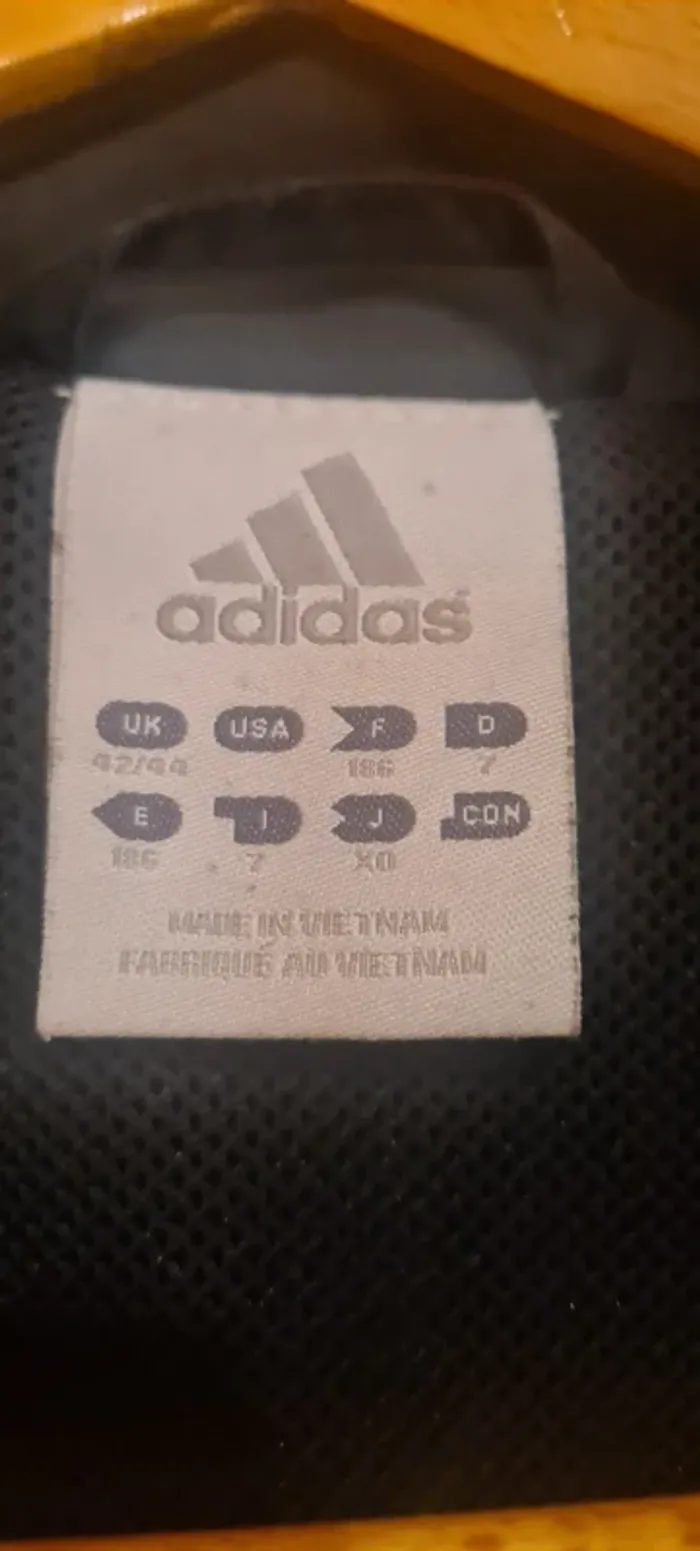 adidas
UK USA F D
42/44 186 7
E I J CON
186 7 XO
MADE IN VIETNAM
FABRIQUÉ AU VIETNAM